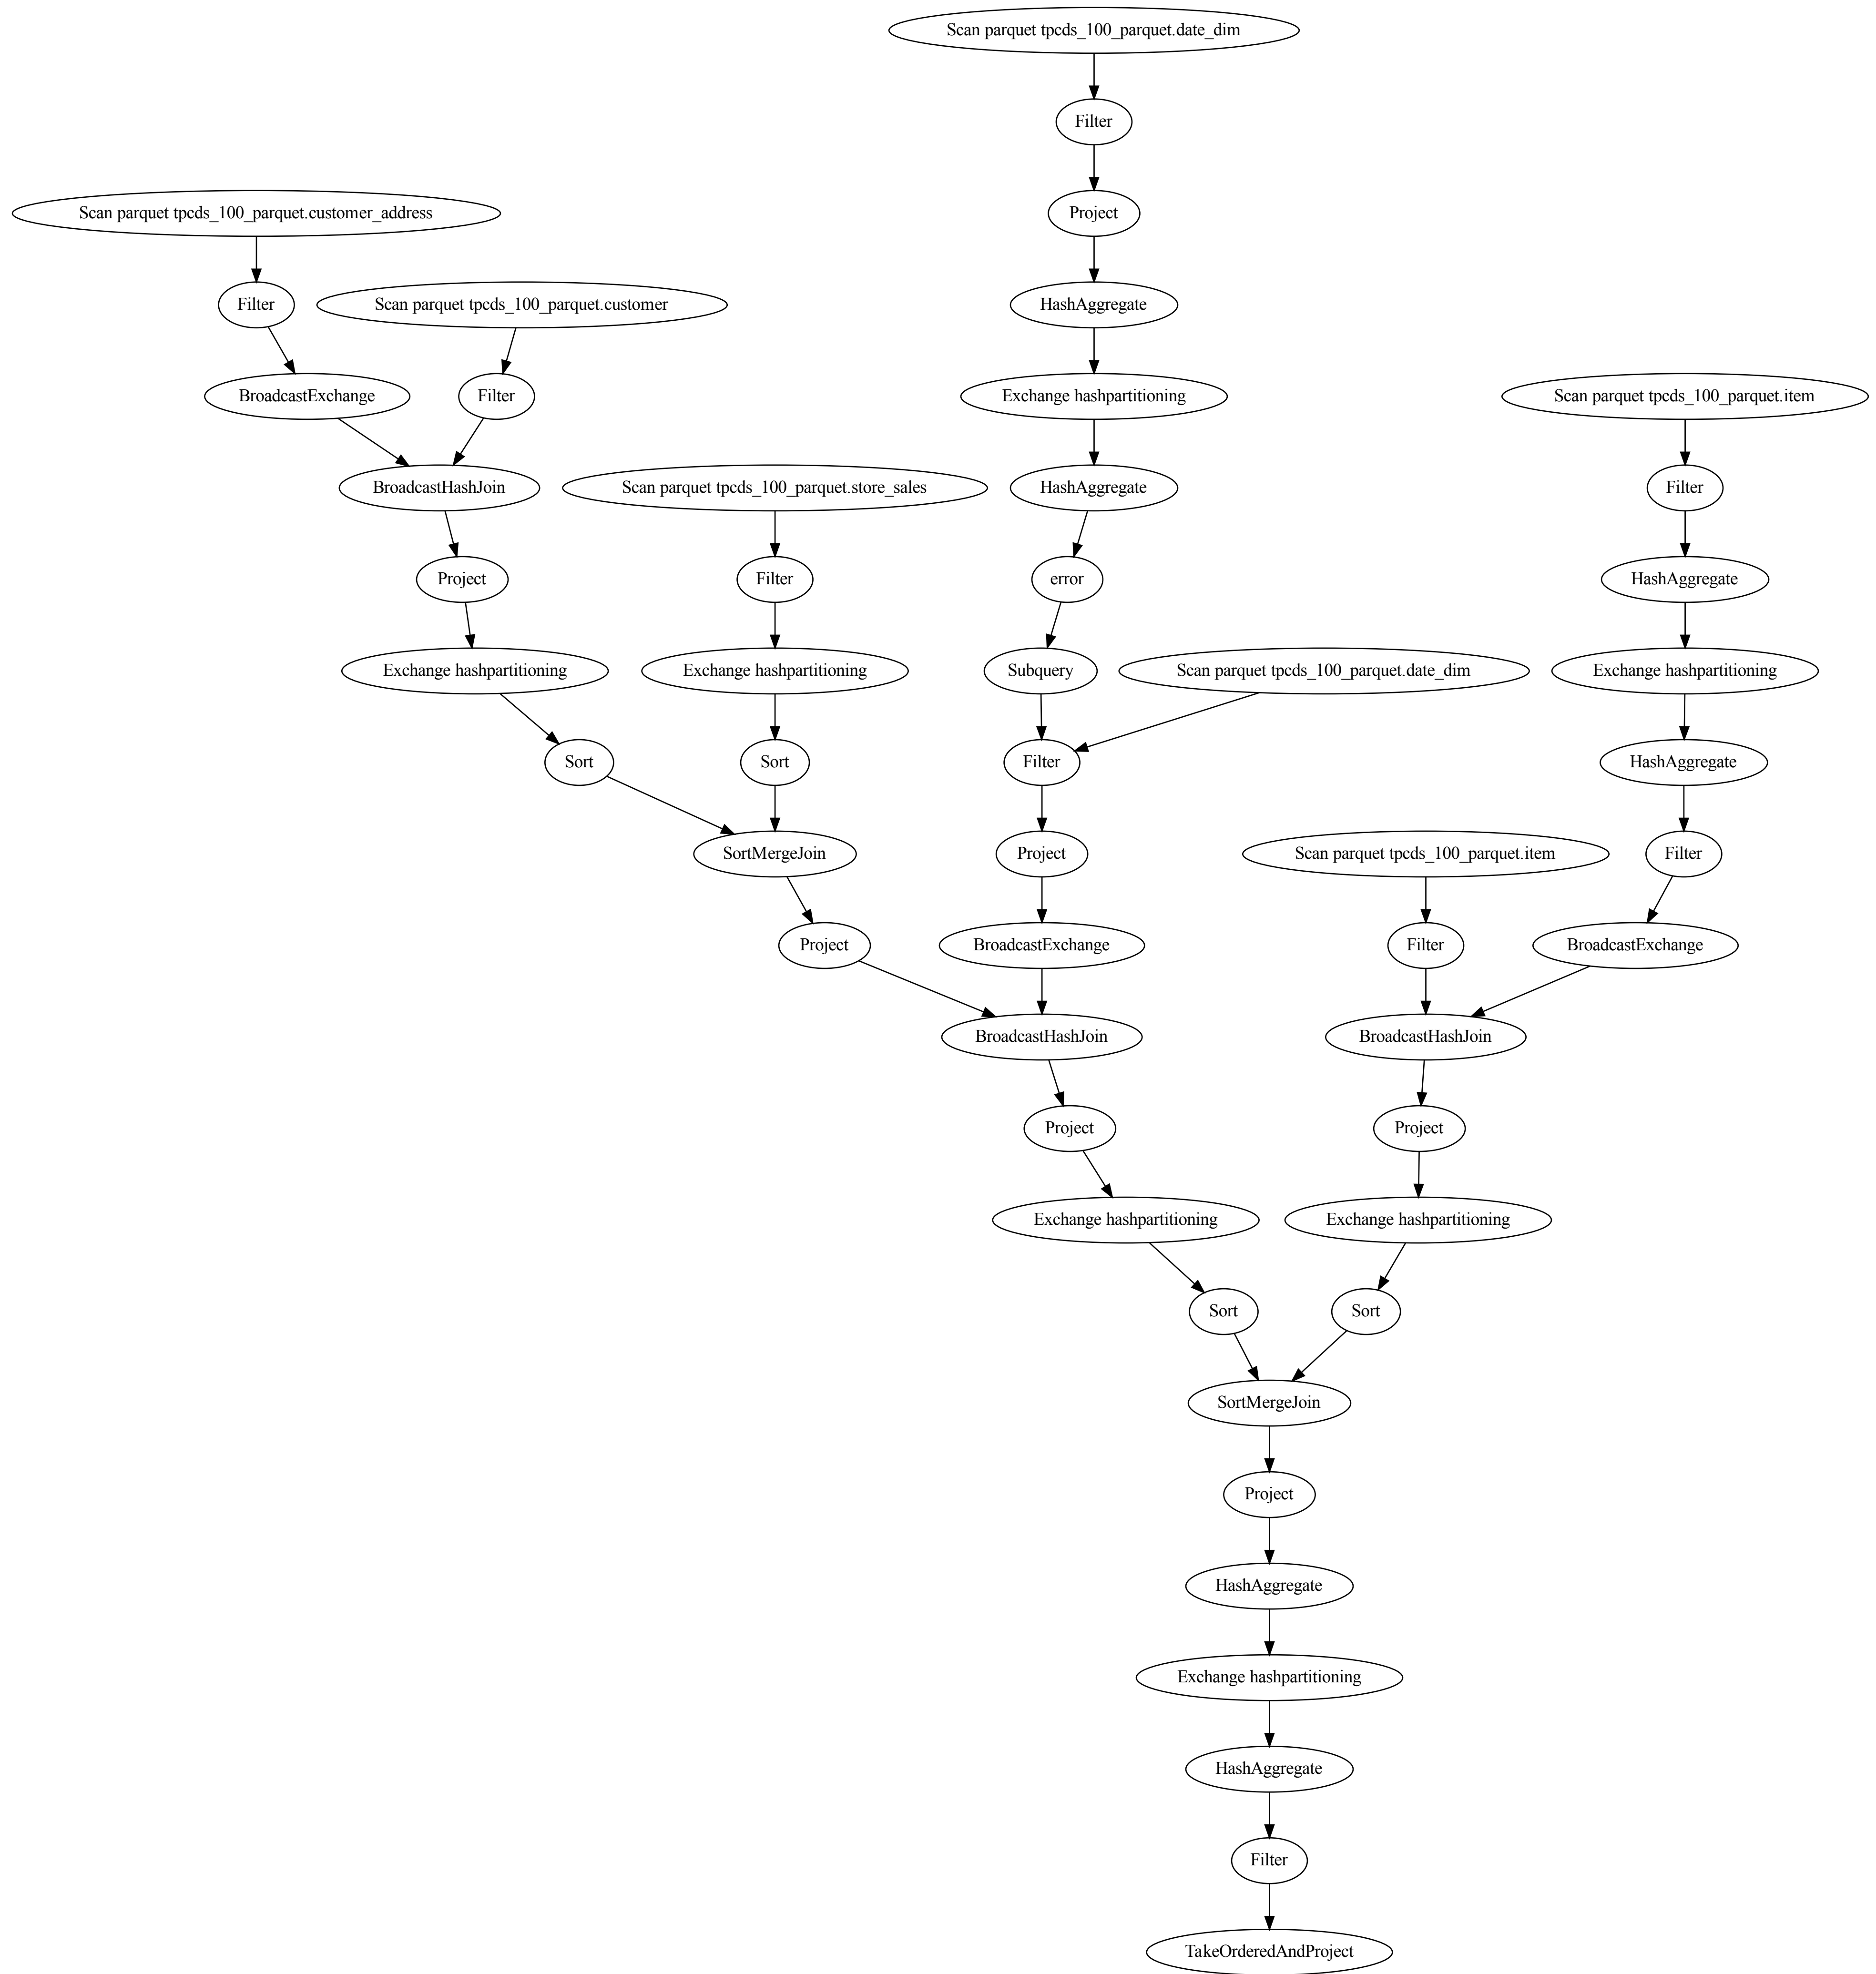 Scan parquet tpcds_100_parquet.date_dim
Filter
Scan parquet tpcds_100_parquet.customer_address
Project
Filter
Scan parquet tpcds_100_parquet.customer
HashAggregate
BroadcastExchange
Filter
Exchange hashpartitioning
Scan parquet tpcds_100_parquet.item
BroadcastHashJoin
Scan parquet tpcds_100_parquet.store_sales
HashAggregate
Filter
Project
Filter
error
HashAggregate
Exchange hashpartitioning
Exchange hashpartitioning
Subquery
Scan parquet tpcds_100_parquet.date_dim
Exchange hashpartitioning
Sort
Sort
Filter
HashAggregate
SortMergeJoin
Project
Scan parquet tpcds_100_parquet.item
Filter
Project
BroadcastExchange
Filter
BroadcastExchange
BroadcastHashJoin
BroadcastHashJoin
Project
Project
Exchange hashpartitioning
Exchange hashpartitioning
Sort
Sort
SortMergeJoin
Project
HashAggregate
Exchange hashpartitioning
HashAggregate
Filter
TakeOrderedAndProject